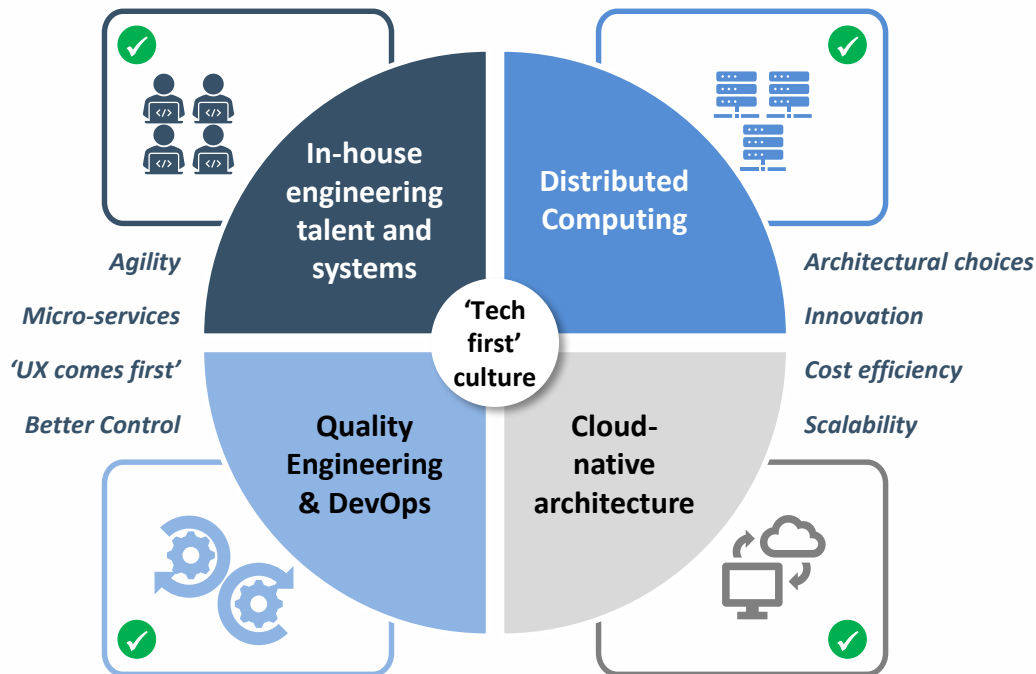 In-house
engineering
talent and
systems
Distributed
Computing
Agility
Micro-services
‘UX comes first’
Better Control
‘Tech
first’
culture
Architectural choices
Innovation
Cost efficiency
Scalability
Quality
Engineering
& DevOps
Cloud-
native
architecture